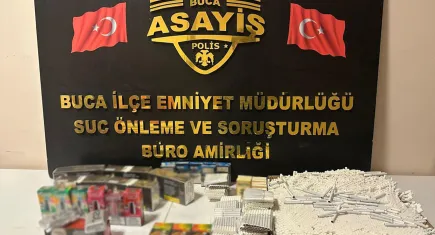 BUCA
ASAYİŞ
POLİS
BUCA İLÇE EMNİYET MÜDÜRLÜĞÜ
SUÇ ÖNLEME VE SORUŞTURMA
BÜRO AMİRLİĞİ